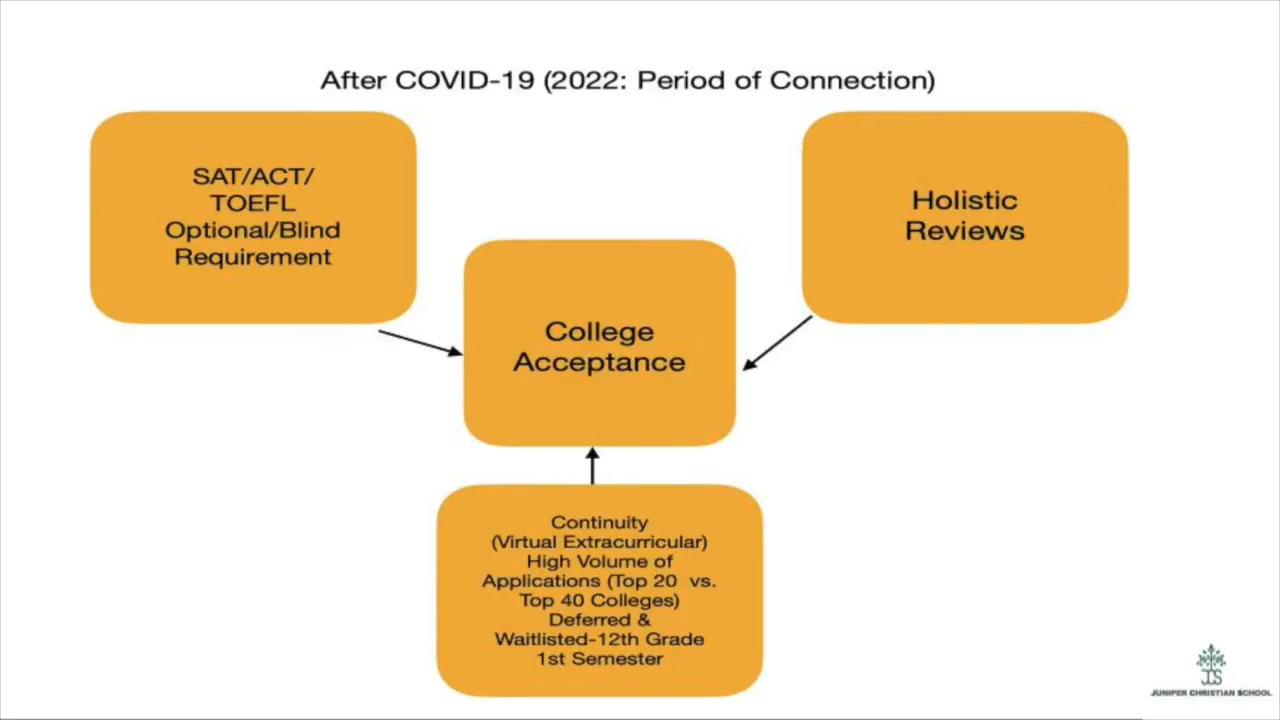 After COVID-19 (2022: Period of Connection)
SAT/ACT/
TOEFL
Optional/Blind
Requirement
Holistic
Reviews
College
Acceptance
Continuity
(Virtual Extracurricular)
High Volume of
Applications (Top 20 vs.
Top 40 Colleges)
Deferred &
Waitlisted-12th Grade
1st Semester
JCS
JUNIPER CHRISTIAN SCHOOL